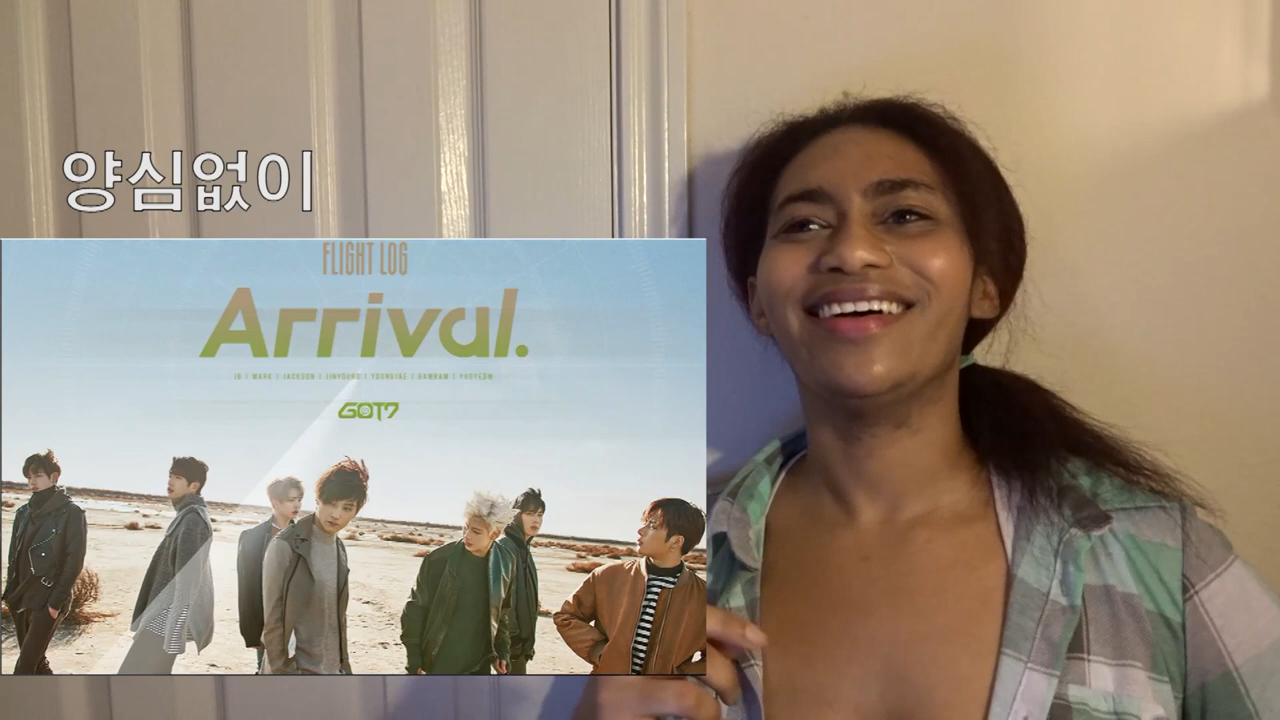 양심없이
FLIGHT LOG
Arrival.
JB | MARK | JACKSON | JINYOUNG | YOUNGJAE | BAMBAM | YUGYEOM
GOT7